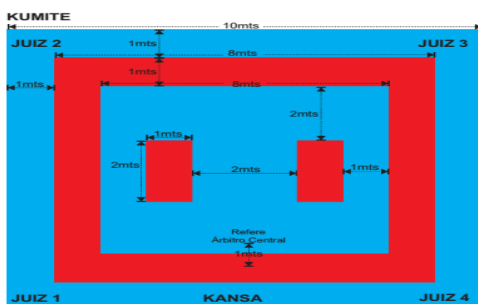 KUMITE
10mts
JUIZ 2
1mts
JUIZ 3
8mts
1mts
1mts
8mts
2mts
1mts
2mts
2mts
1mts
Refere
Árbitro Central
1mts
JUIZ 1
KANSA
JUIZ 4